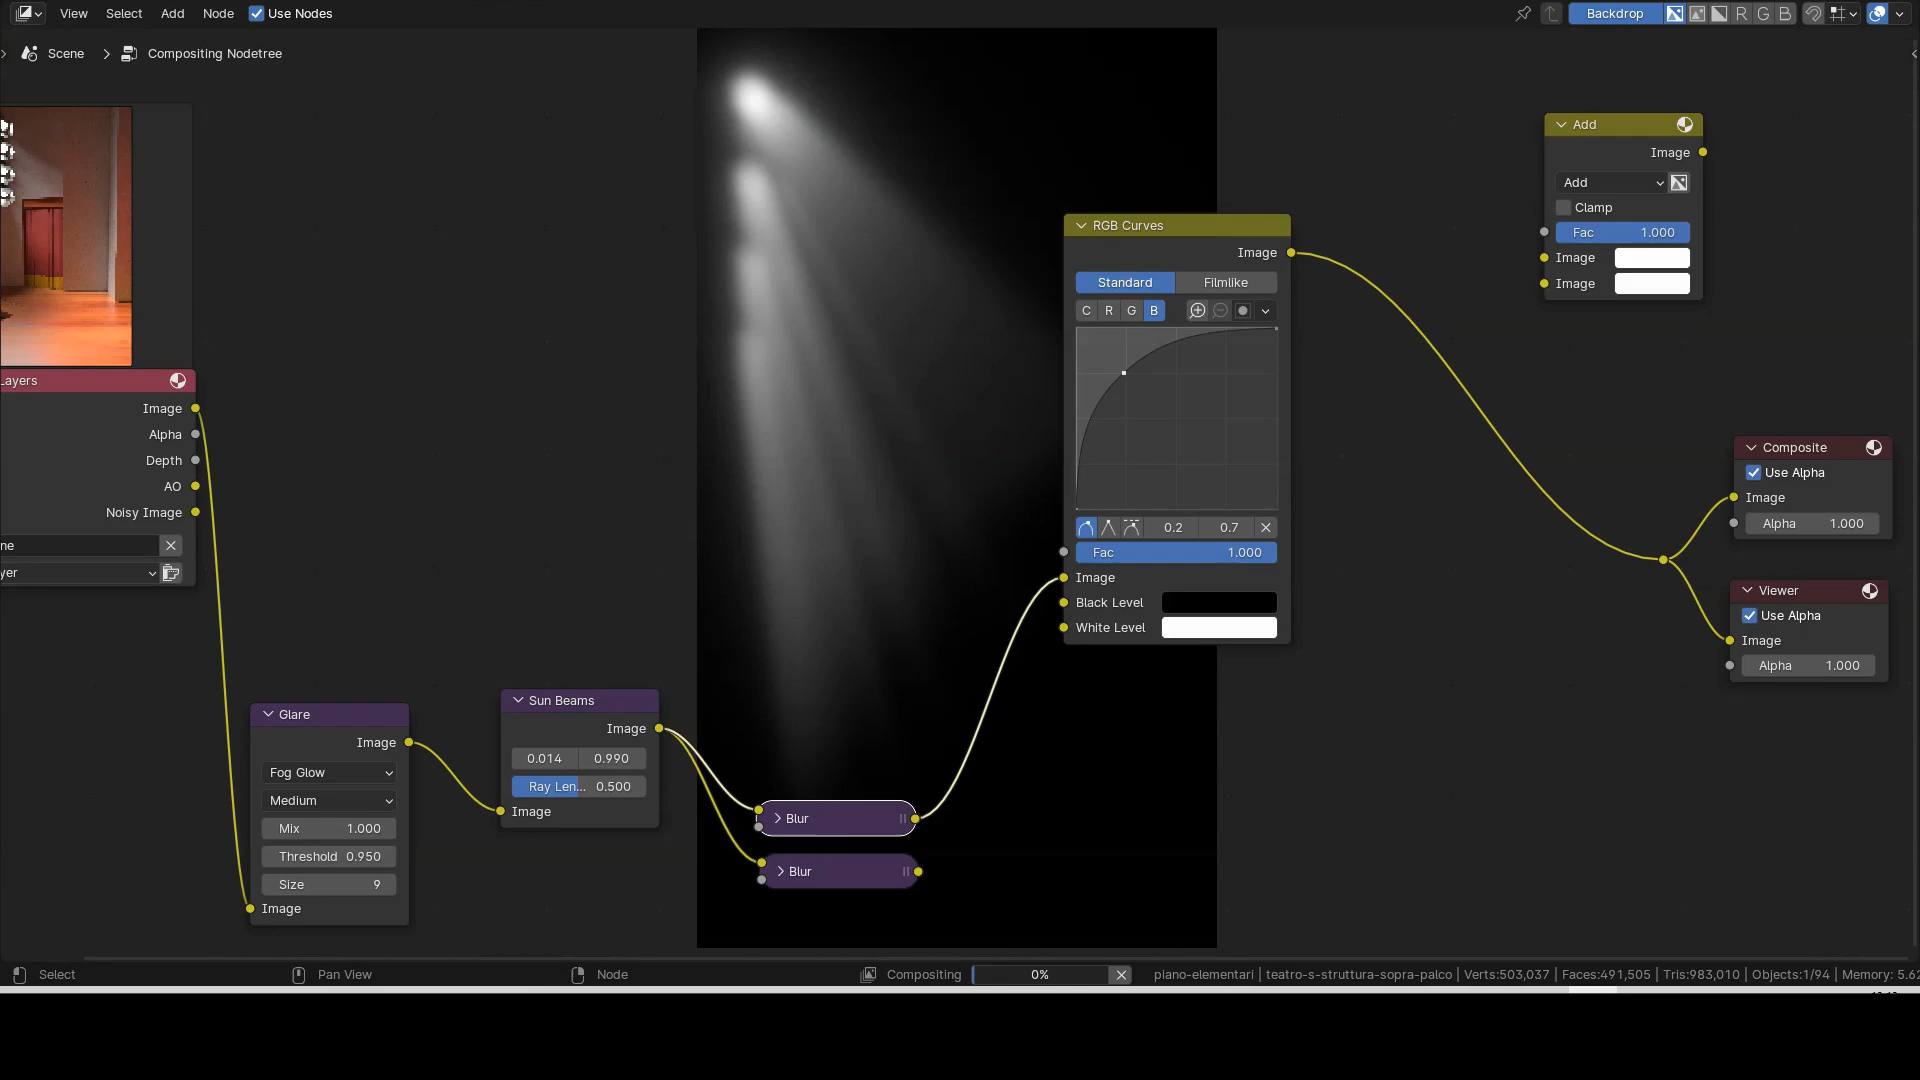 View Select Add Node Use Nodes Backdrop R G B
Scene Compositing Nodetree
Add
Image
Add
Clamp
Fac 1.000
Image
Image
RGB Curves
Image
Standard Filmlike
C R G B
0.2 0.7
Fac 1.000
Image
Black Level
White Level
Layers
Image
Alpha
Depth
AO
Noisy Image
ne
yer
Composite
Use Alpha
Image
Alpha 1.000
Viewer
Use Alpha
Image
Alpha 1.000
Glare
Image
Fog Glow
Medium
Mix 1.000
Threshold 0.950
Size 9
Image
Sun Beams
Image
0.014 0.990
Ray Len... 0.500
Image
Blur
Blur
Select Pan View Node Compositing 0% piano-elementari | teatro-s-struttura-sopra-palco | Verts:503,037 | Faces:491,505 | Tris:983,010 | Objects:1/94 | Memory: 5.62